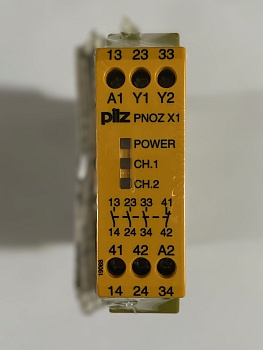 13 23 33
A1 Y1 Y2
pilz PNOZ X1
POWER
CH.1
CH.2
13 23 33 41
14 24 34 42
41 42 A2
14 24 34